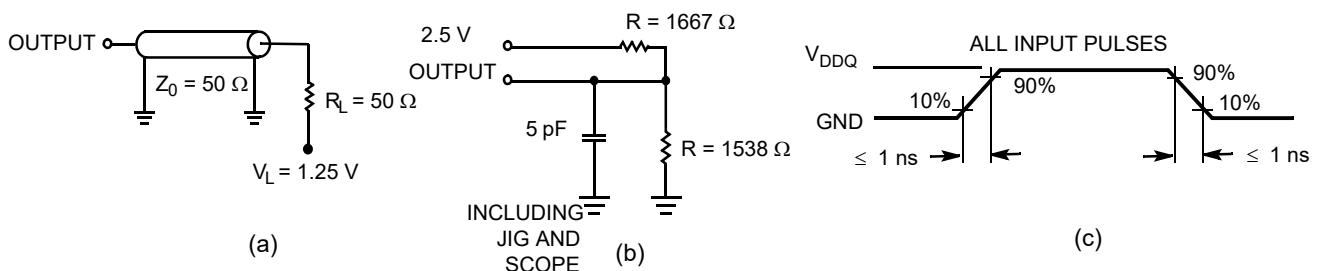 OUTPUT
Z0 = 50 Ω
RL = 50 Ω
VL = 1.25 V
(a)
R = 1667 Ω
2.5 V
OUTPUT
5 pF
R = 1538 Ω
INCLUDING
JIG AND
SCOPE
(b)
ALL INPUT PULSES
VDDQ
GND
10%
90%
90%
10%
≤ 1 ns
≤ 1 ns
(c)